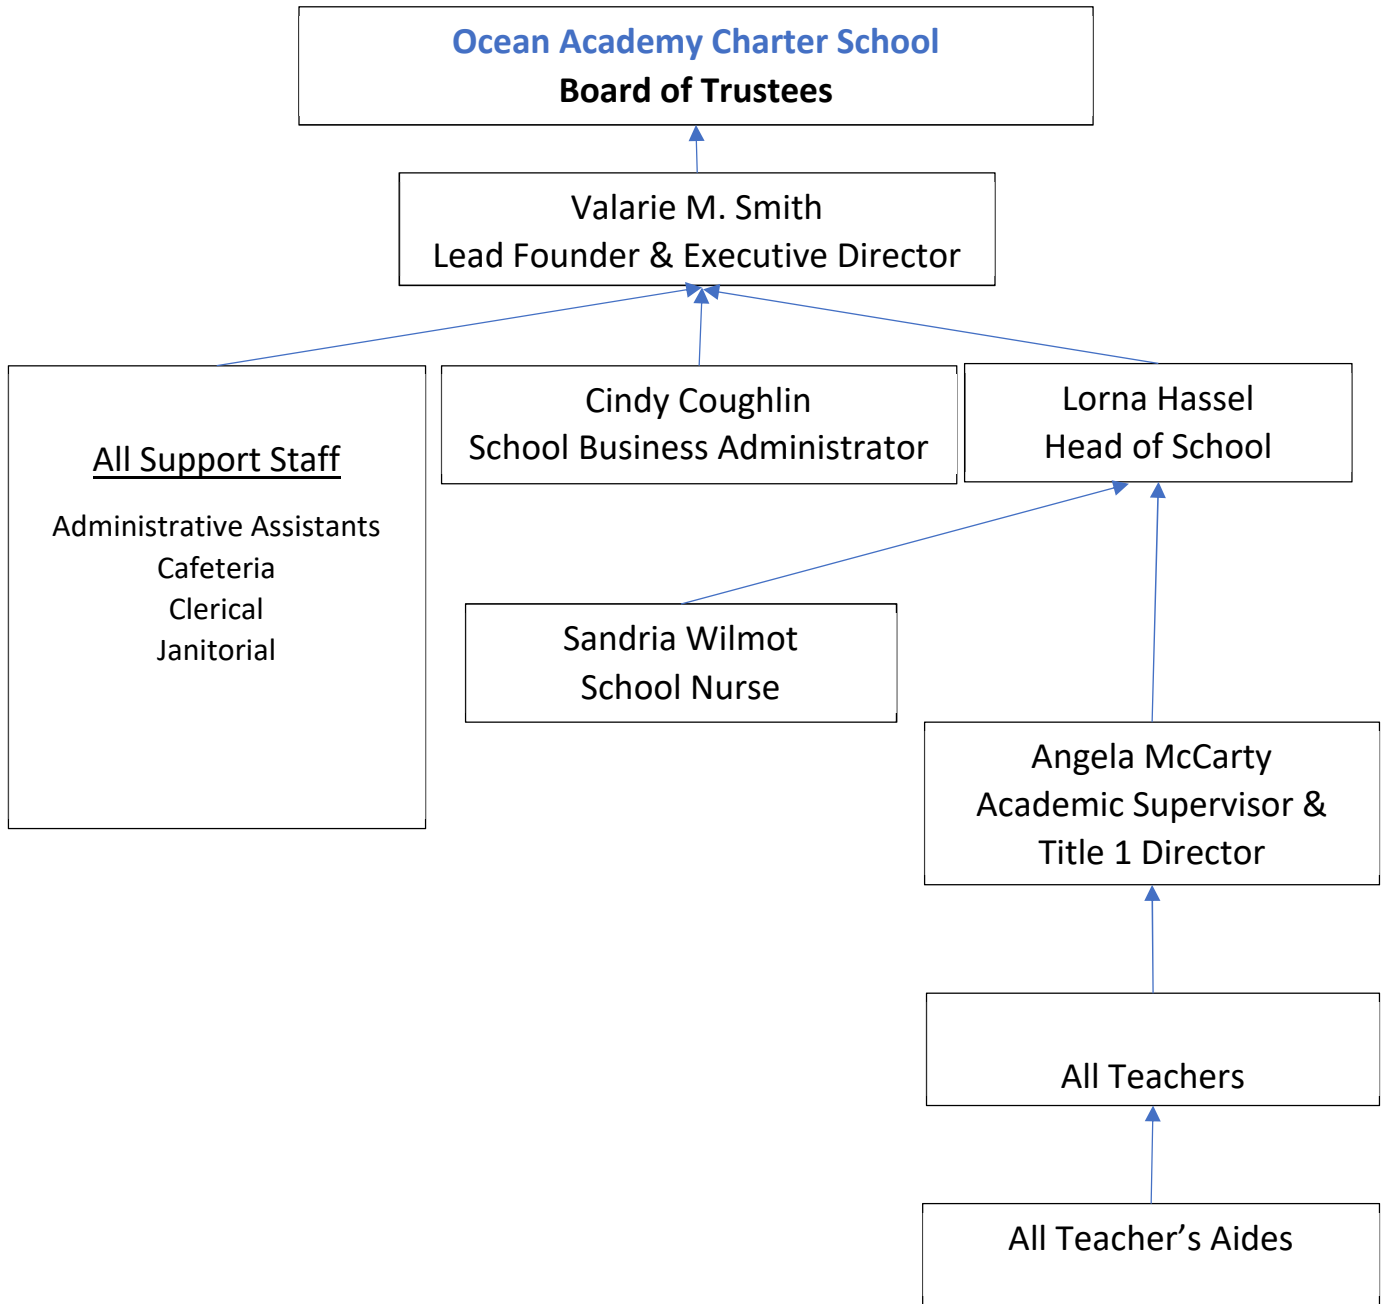 Ocean Academy Charter School
Board of Trustees
Valarie M. Smith
Lead Founder & Executive Director
All Support Staff
Administrative Assistants
Cafeteria
Clerical
Janitorial
Cindy Coughlin
School Business Administrator
Lorna Hassel
Head of School
Sandria Wilmot
School Nurse
Angela McCarty
Academic Supervisor &
Title 1 Director
All Teachers
All Teacher’s Aides